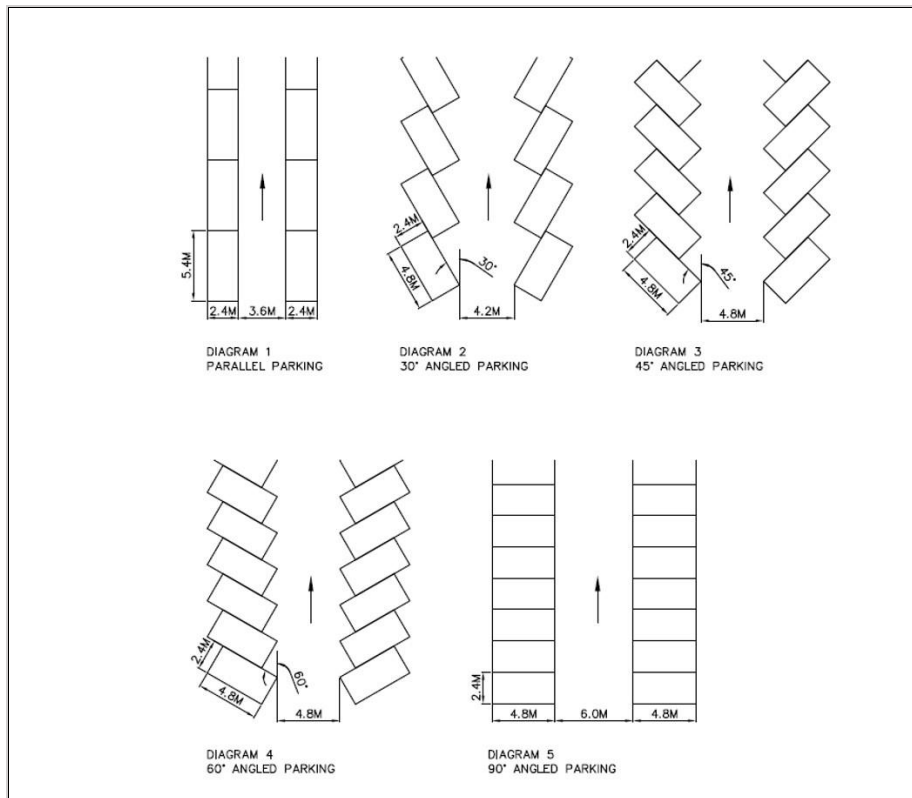 5.4M
2.4M 3.6M 2.4M
DIAGRAM 1
PARALLEL PARKING
2.4M
4.8M
30°
4.2M
DIAGRAM 2
30° ANGLED PARKING
2.4M
4.8M
45°
4.8M
DIAGRAM 3
45° ANGLED PARKING
2.4M
4.8M
60°
4.8M
DIAGRAM 4
60° ANGLED PARKING
2.4M
4.8M 6.0M 4.8M
DIAGRAM 5
90° ANGLED PARKING